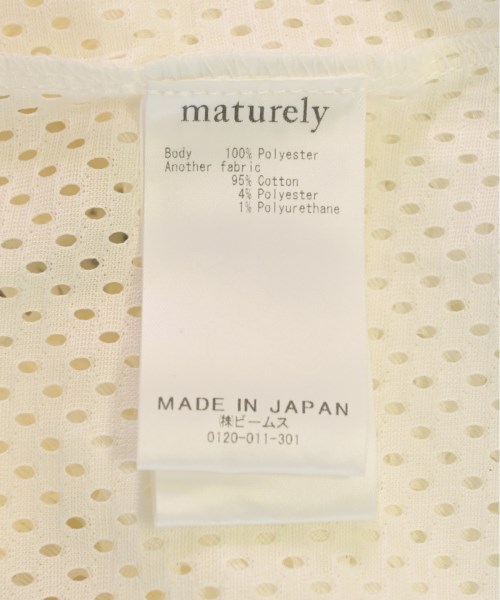 maturely
Body 100% Polyester
Another fabric
95% Cotton
4% Polyester
1% Polyurethane
MADE IN JAPAN
㈱ビームス
0120-011-301